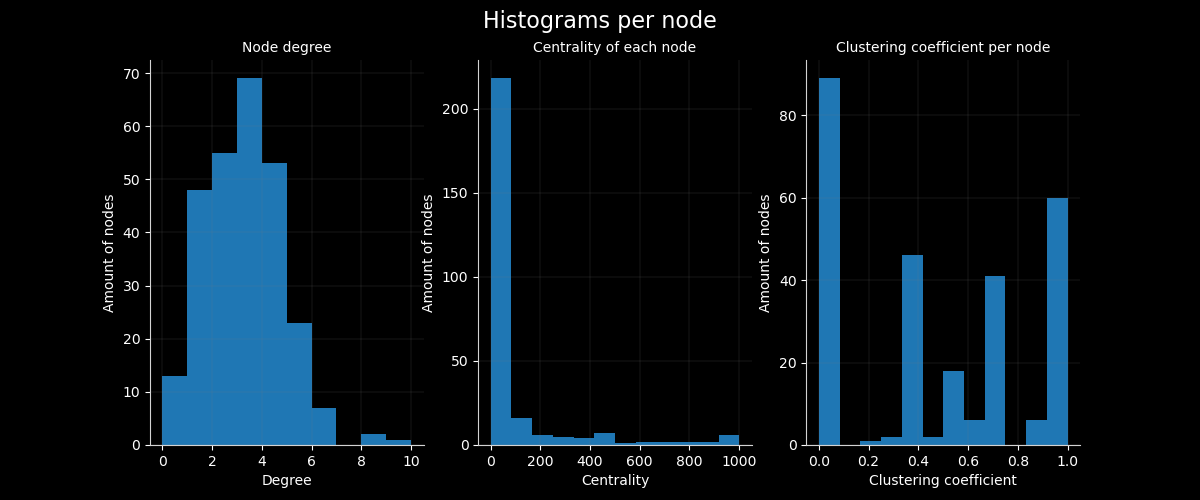 Histograms per node
Node degree
Amount of nodes
70
60
50
40
30
20
10
0
0 2 4 6 8 10
Degree
Centrality of each node
Amount of nodes
200
150
100
50
0
0 200 400 600 800 1000
Centrality
Clustering coefficient per node
Amount of nodes
80
60
40
20
0
0.0 0.2 0.4 0.6 0.8 1.0
Clustering coefficient